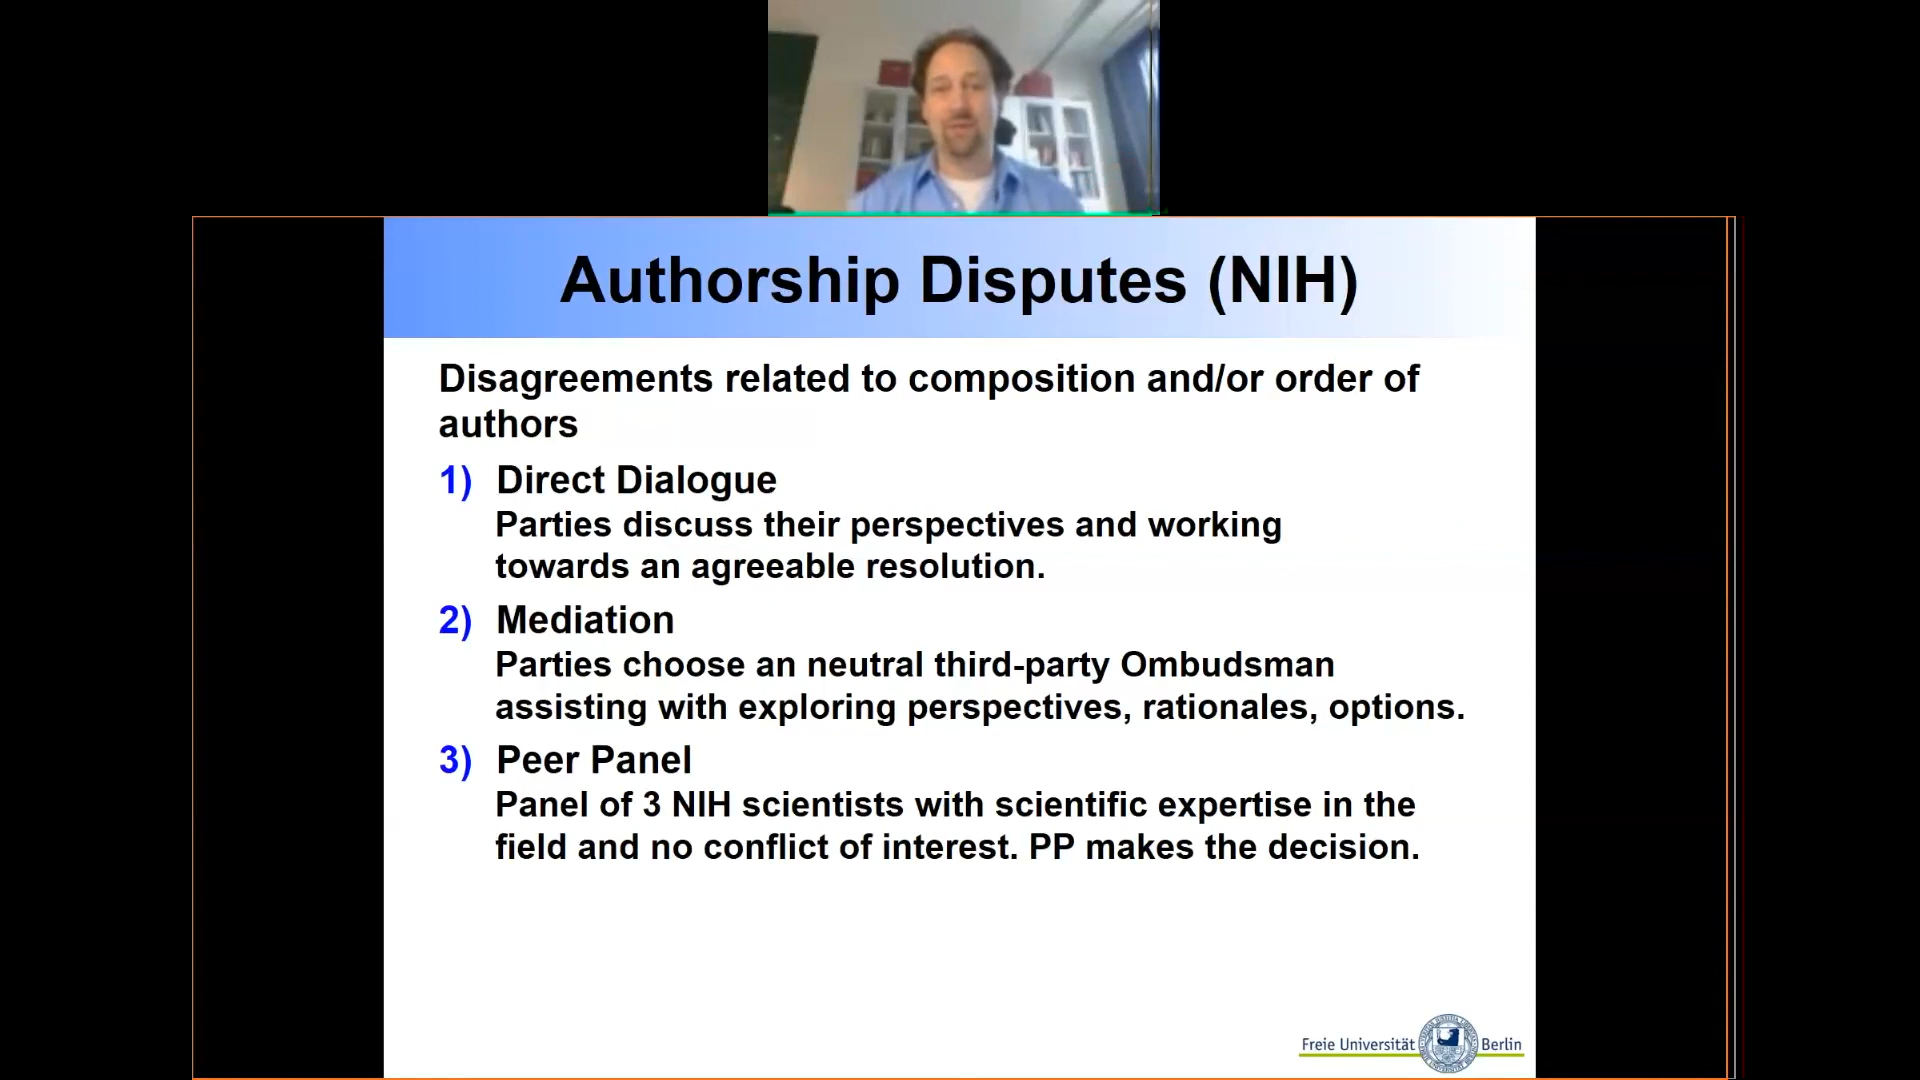 Authorship Disputes (NIH)
Disagreements related to composition and/or order of
authors
1) Direct Dialogue
Parties discuss their perspectives and working
towards an agreeable resolution.
2) Mediation
Parties choose an neutral third-party Ombudsman
assisting with exploring perspectives, rationales, options.
3) Peer Panel
Panel of 3 NIH scientists with scientific expertise in the
field and no conflict of interest. PP makes the decision.
Freie Universität Berlin